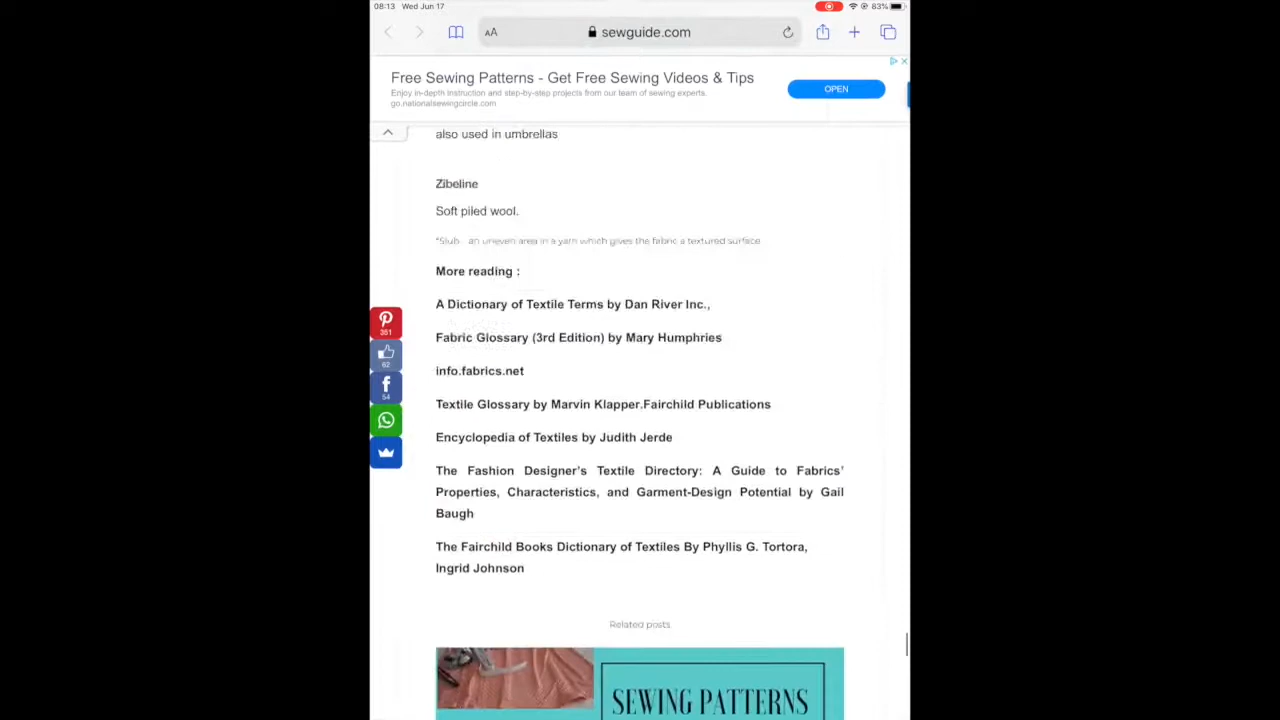 08:13 Wed Jun 17
83%
AA
sewguide.com
Free Sewing Patterns - Get Free Sewing Videos & Tips
Enjoy in-depth instruction and step-by-step projects from our team of sewing experts.
go.nationalsewingcircle.com
OPEN
also used in umbrellas
Zibeline
Soft piled wool.
*Slub - an uneven area in a yarn which gives the fabric a textured surface
More reading :
A Dictionary of Textile Terms by Dan River Inc.,
Fabric Glossary (3rd Edition) by Mary Humphries
info.fabrics.net
Textile Glossary by Marvin Klapper.Fairchild Publications
Encyclopedia of Textiles by Judith Jerde
The Fashion Designer's Textile Directory: A Guide to Fabrics'
Properties, Characteristics, and Garment-Design Potential by Gail
Baugh
The Fairchild Books Dictionary of Textiles By Phyllis G. Tortora,
Ingrid Johnson
351
62
54
Related posts
SEWING PATTERNS